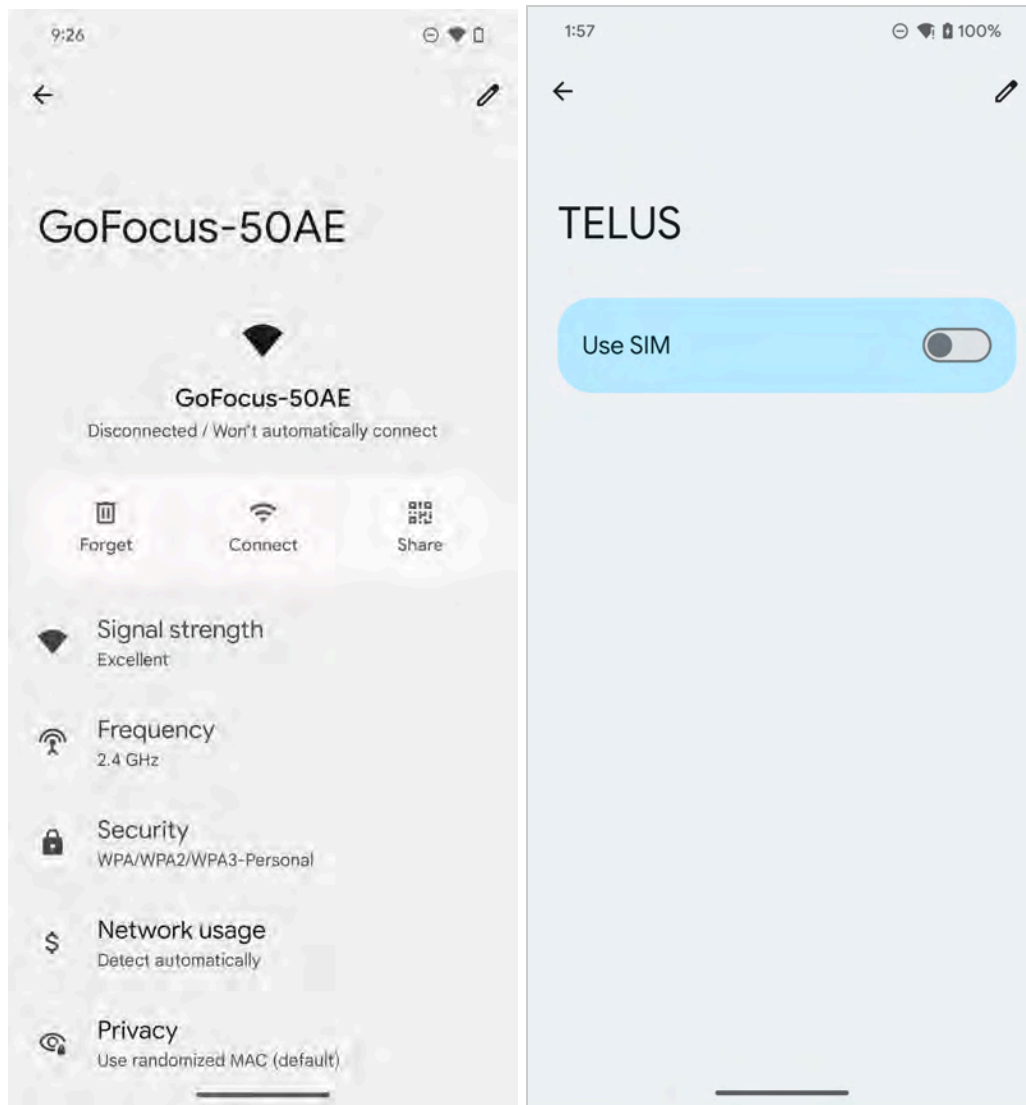 9:26
GoFocus-50AE
GoFocus-50AE
Disconnected / Won't automatically connect
Forget
Connect
Share
Signal strength
Excellent
Frequency
2.4 GHz
Security
WPA/WPA2/WPA3-Personal
Network usage
Detect automatically
Privacy
Use randomized MAC (default)
1:57
100%
TELUS
Use SIM